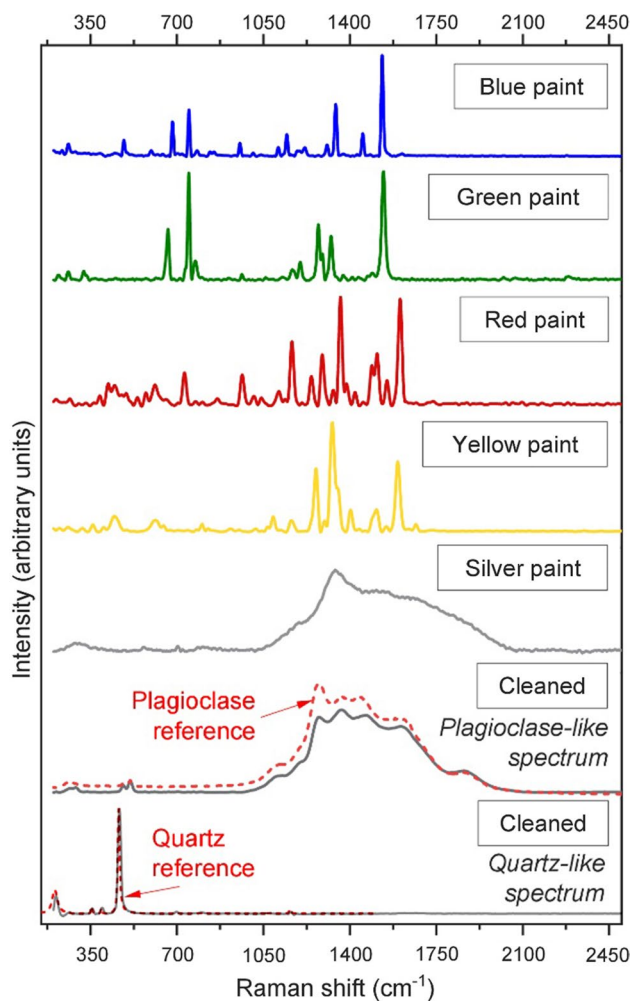 350 700 1050 1400 1750 2100 2450
Blue paint
Green paint
Red paint
Yellow paint
Silver paint
Cleaned
Plagioclase
reference
Plagioclase-like
spectrum
Cleaned
Quartz
reference
Quartz-like
spectrum
Intensity (arbitrary units)
350 700 1050 1400 1750 2100 2450
Raman shift (cm⁻¹)